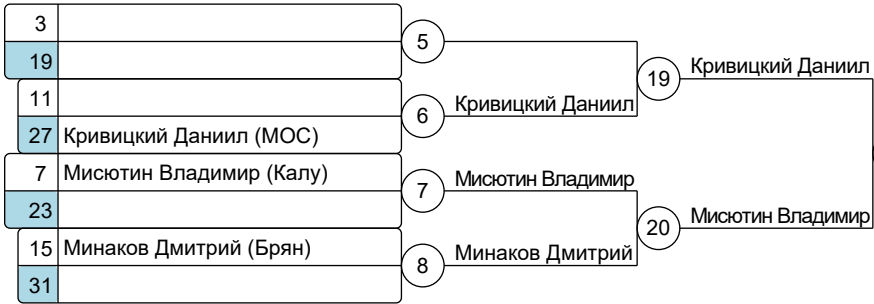 3
19
5
11
27 Кривицкий Даниил (МОС)
6
Кривицкий Даниил
19
Кривицкий Даниил
7 Мисютин Владимир (Калу)
23
7
Мисютин Владимир
15 Минаков Дмитрий (Брян)
31
8
Минаков Дмитрий
20
Мисютин Владимир